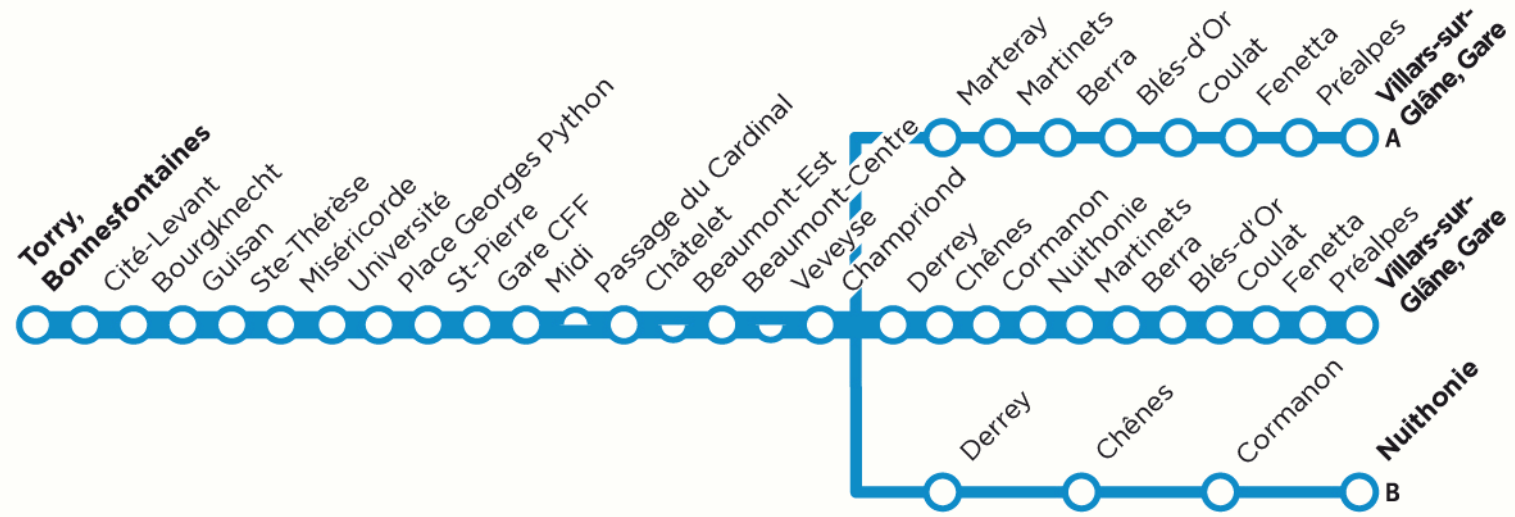 Torry,
Bonnesfontaines
Cité-Levant
Bourgknecht
Guisan
Ste-Thérèse
Miséricorde
Université
Place Georges Python
St-Pierre
Gare CFF
Midi
Passage du Cardinal
Châtelet
Beaumont-Est
Beaumont-Centre
Veveyse
Champriond
Marteray
Martinets
Berra
Blés-d'Or
Coulat
Fenetta
Préalpes
Villars-sur-
Glâne, Gare
A
Derrey
Chênes
Cormanon
Nuithonie
Martinets
Berra
Blés-d'Or
Coulat
Fenetta
Préalpes
Villars-sur-
Glâne, Gare
Derrey
Chênes
Cormanon
Nuithonie
B